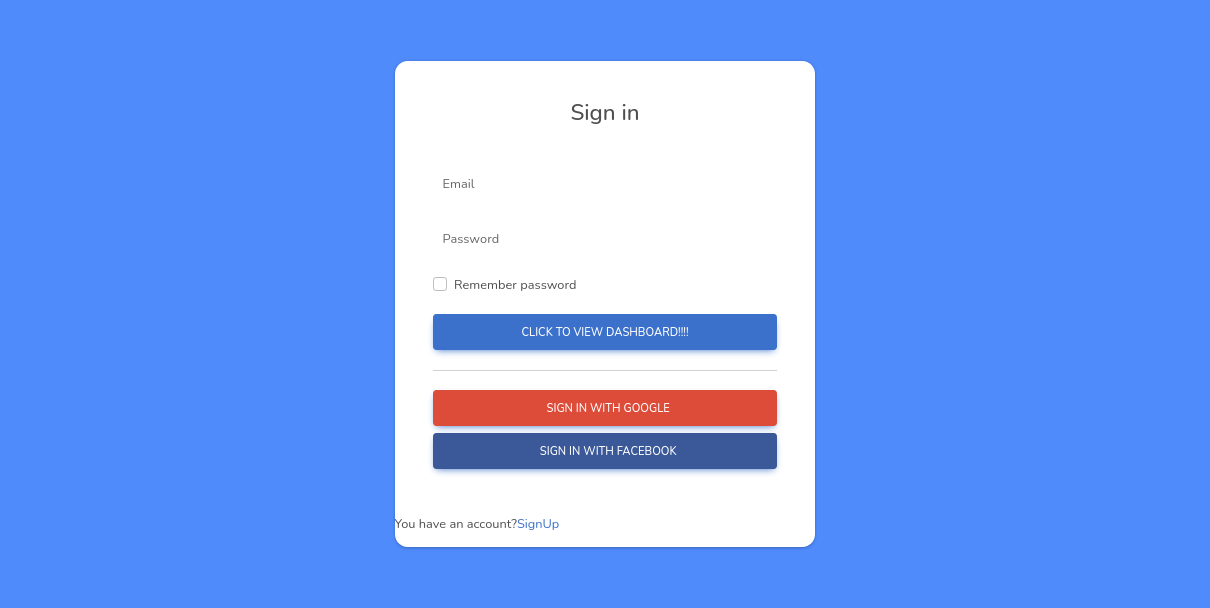 Sign in
Email
Password
Remember password
CLICK TO VIEW DASHBOARD!!!!
SIGN IN WITH GOOGLE
SIGN IN WITH FACEBOOK
You have an account?SignUp